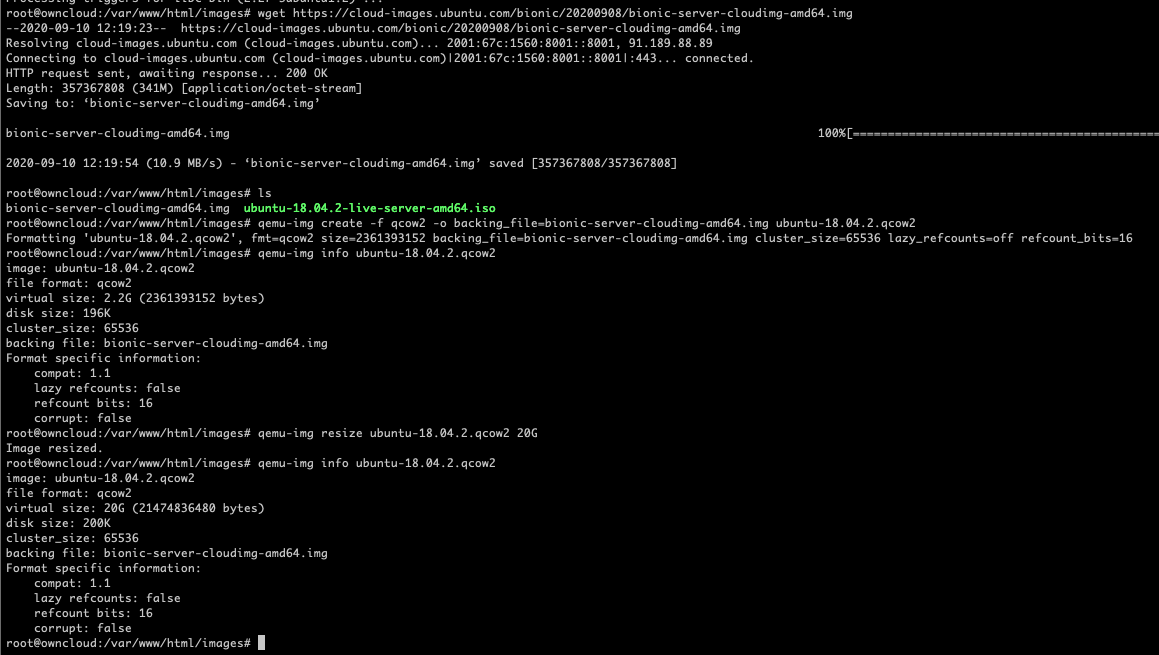 Processing triggers for libc-bin (2.27-3ubuntu1.2) ...
root@owncloud:/var/www/html/images# wget https://cloud-images.ubuntu.com/bionic/20200908/bionic-server-cloudimg-amd64.img
--2020-09-10 12:19:23--  https://cloud-images.ubuntu.com/bionic/20200908/bionic-server-cloudimg-amd64.img
Resolving cloud-images.ubuntu.com (cloud-images.ubuntu.com)... 2001:67c:1560:8001::8001, 91.189.88.89
Connecting to cloud-images.ubuntu.com (cloud-images.ubuntu.com)|2001:67c:1560:8001::8001|:443... connected.
HTTP request sent, awaiting response... 200 OK
Length: 357367808 (341M) [application/octet-stream]
Saving to: ‘bionic-server-cloudimg-amd64.img’
bionic-server-cloudimg-amd64.img 100%[============================================
2020-09-10 12:19:54 (10.9 MB/s) - ‘bionic-server-cloudimg-amd64.img’ saved [357367808/357367808]
root@owncloud:/var/www/html/images# ls
bionic-server-cloudimg-amd64.img  ubuntu-18.04.2-live-server-amd64.iso
root@owncloud:/var/www/html/images# qemu-img create -f qcow2 -o backing_file=bionic-server-cloudimg-amd64.img ubuntu-18.04.2.qcow2
Formatting 'ubuntu-18.04.2.qcow2', fmt=qcow2 size=2361393152 backing_file=bionic-server-cloudimg-amd64.img cluster_size=65536 lazy_refcounts=off refcount_bits=16
root@owncloud:/var/www/html/images# qemu-img info ubuntu-18.04.2.qcow2
image: ubuntu-18.04.2.qcow2
file format: qcow2
virtual size: 2.2G (2361393152 bytes)
disk size: 196K
cluster_size: 65536
backing file: bionic-server-cloudimg-amd64.img
Format specific information:
    compat: 1.1
    lazy refcounts: false
    refcount bits: 16
    corrupt: false
root@owncloud:/var/www/html/images# qemu-img resize ubuntu-18.04.2.qcow2 20G
Image resized.
root@owncloud:/var/www/html/images# qemu-img info ubuntu-18.04.2.qcow2
image: ubuntu-18.04.2.qcow2
file format: qcow2
virtual size: 20G (21474836480 bytes)
disk size: 200K
cluster_size: 65536
backing file: bionic-server-cloudimg-amd64.img
Format specific information:
    compat: 1.1
    lazy refcounts: false
    refcount bits: 16
    corrupt: false
root@owncloud:/var/www/html/images#